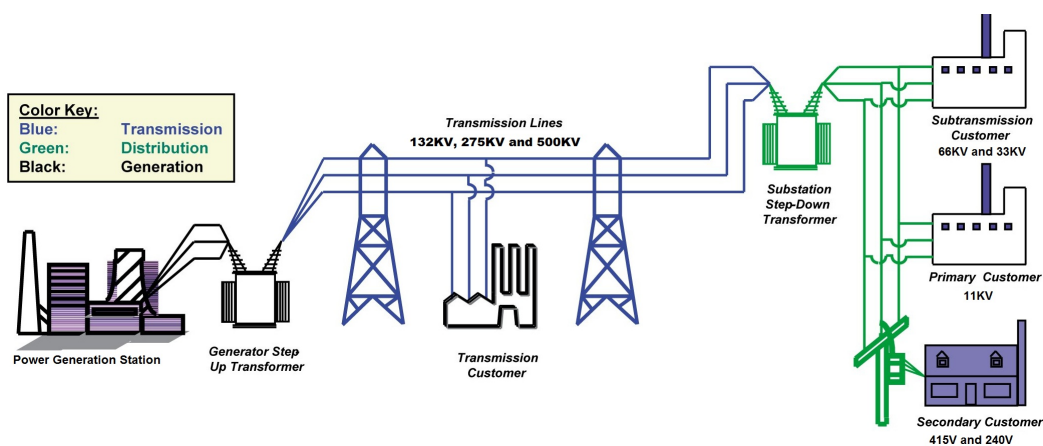 Color Key:
Blue: Transmission
Green: Distribution
Black: Generation
Transmission Lines
132KV, 275KV and 500KV
Subtransmission
Customer
66KV and 33KV
Substation
Step-Down
Transformer
Primary Customer
11KV
Power Generation Station
Generator Step
Up Transformer
Transmission
Customer
Secondary Customer
415V and 240V